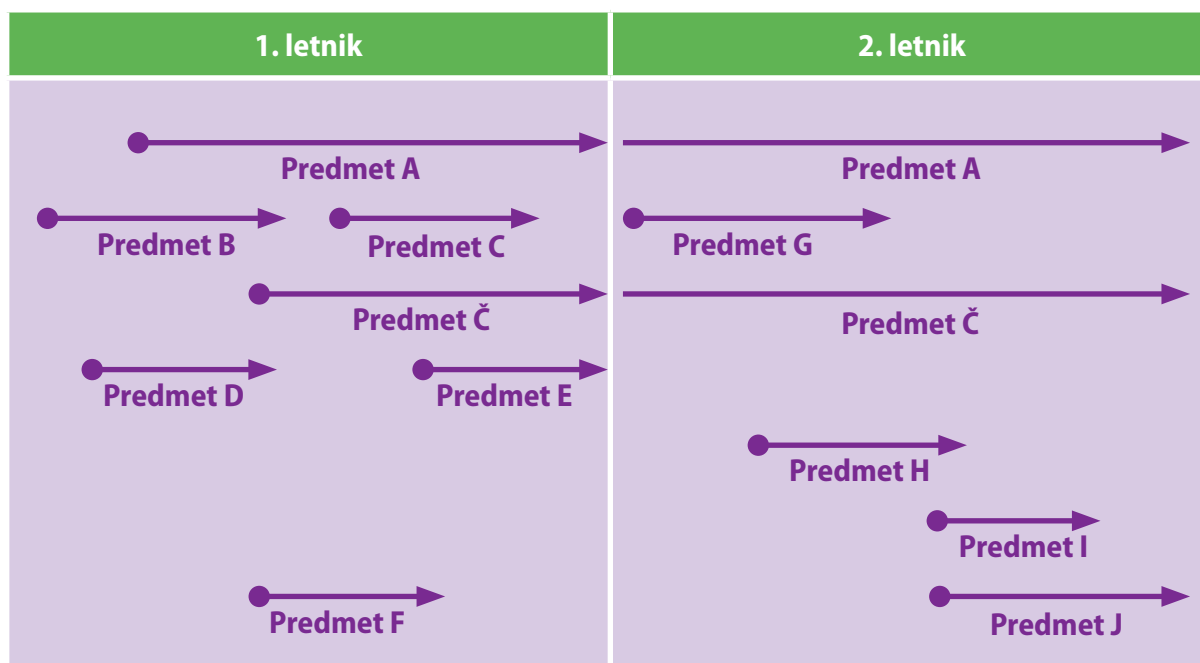 1. letnik
2. letnik
Predmet A
Predmet A
Predmet B
Predmet C
Predmet G
Predmet Č
Predmet Č
Predmet D
Predmet E
Predmet H
Predmet I
Predmet F
Predmet J